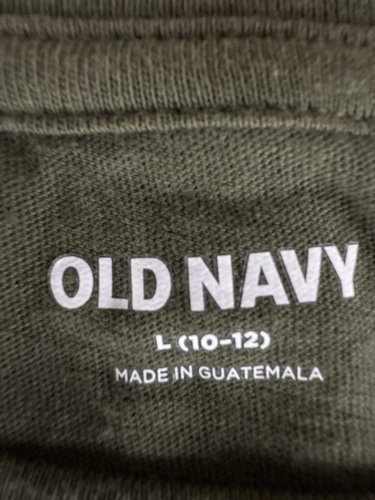 OLD NAVY
L (10-12)
MADE IN GUATEMALA